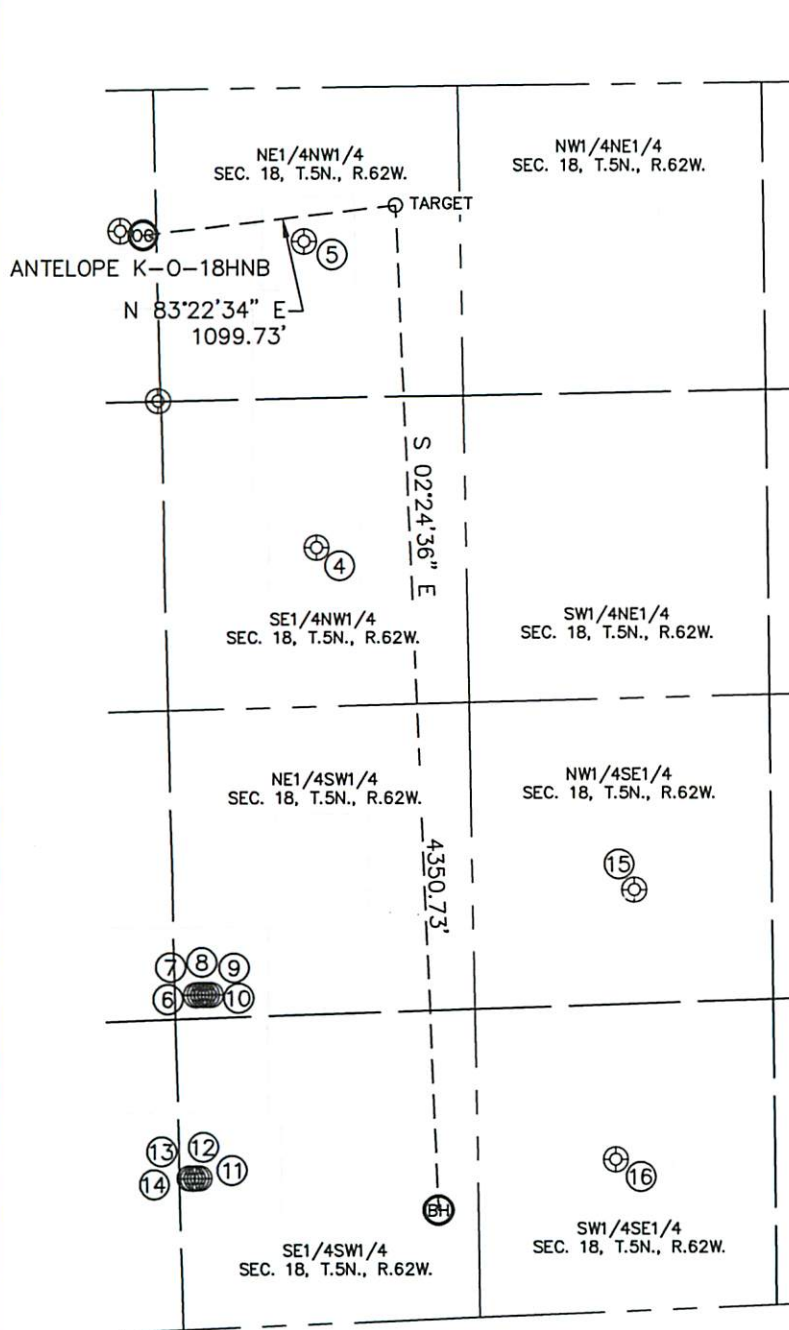 NE1/4NW1/4
SEC. 18, T.5N., R.62W.
NW1/4NE1/4
SEC. 18, T.5N., R.62W.
TARGET
OG
5
ANTELOPE K-O-18HNB
N 83°22'34" E
1099.73'
S 02°24'36" E
4
SE1/4NW1/4
SEC. 18, T.5N., R.62W.
SW1/4NE1/4
SEC. 18, T.5N., R.62W.
NE1/4SW1/4
SEC. 18, T.5N., R.62W.
NW1/4SE1/4
SEC. 18, T.5N., R.62W.
4350.73'
15
7 8 9
6 10
13 12
14 11
16
BH
SE1/4SW1/4
SEC. 18, T.5N., R.62W.
SW1/4SE1/4
SEC. 18, T.5N., R.62W.